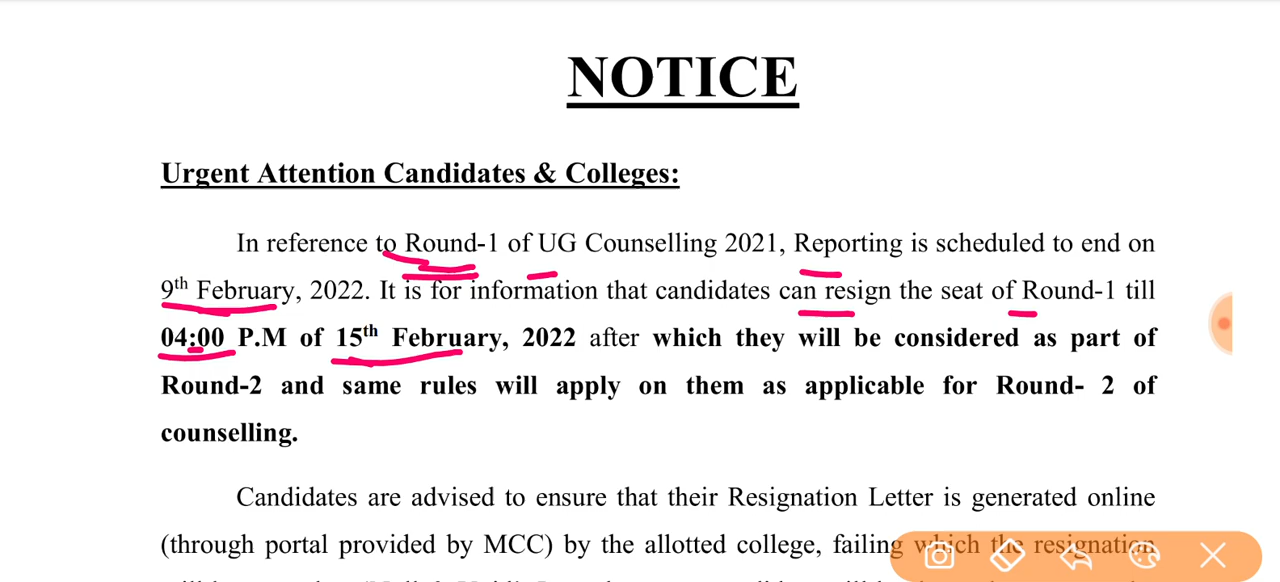 NOTICE
Urgent Attention Candidates & Colleges:
In reference to Round-1 of UG Counselling 2021, Reporting is scheduled to end on
9th February, 2022. It is for information that candidates can resign the seat of Round-1 till
04:00 P.M of 15th February, 2022 after which they will be considered as part of
Round-2 and same rules will apply on them as applicable for Round- 2 of
counselling.
Candidates are advised to ensure that their Resignation Letter is generated online
(through portal provided by MCC) by the allotted college, failing which the resignation